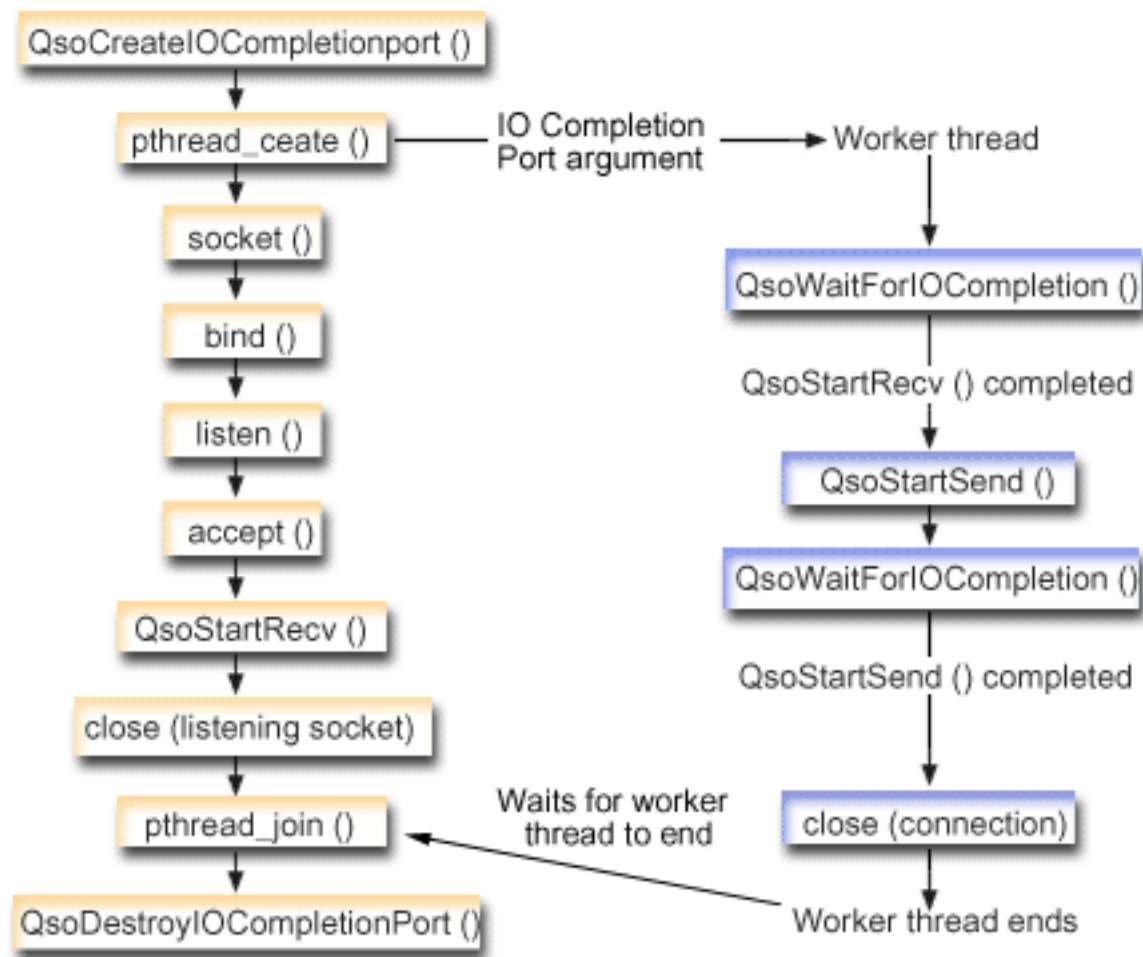 QsoCreateIOCompletionport ()
pthread_ceate ()
IO Completion
Port argument
Worker thread
socket ()
bind ()
listen ()
accept ()
QsoStartRecv ()
close (listening socket)
pthread_join ()
QsoDestroyIOCompletionPort ()
QsoWaitForIOCompletion ()
QsoStartRecv () completed
QsoStartSend ()
QsoWaitForIOCompletion ()
QsoStartSend () completed
close (connection)
Worker thread ends
Waits for worker
thread to end